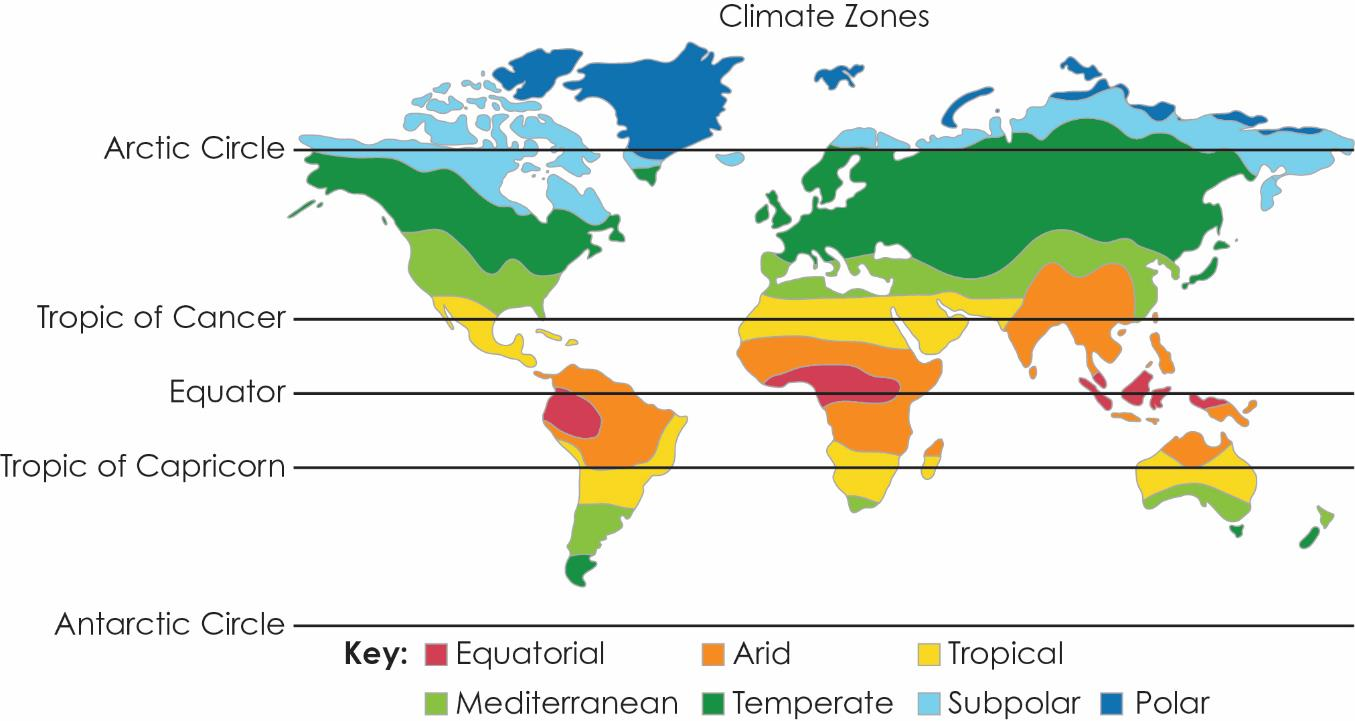 Climate Zones
Arctic Circle
Tropic of Cancer
Equator
Tropic of Capricorn
Antarctic Circle
Key: Equatorial Arid Tropical
Mediterranean Temperate Subpolar Polar